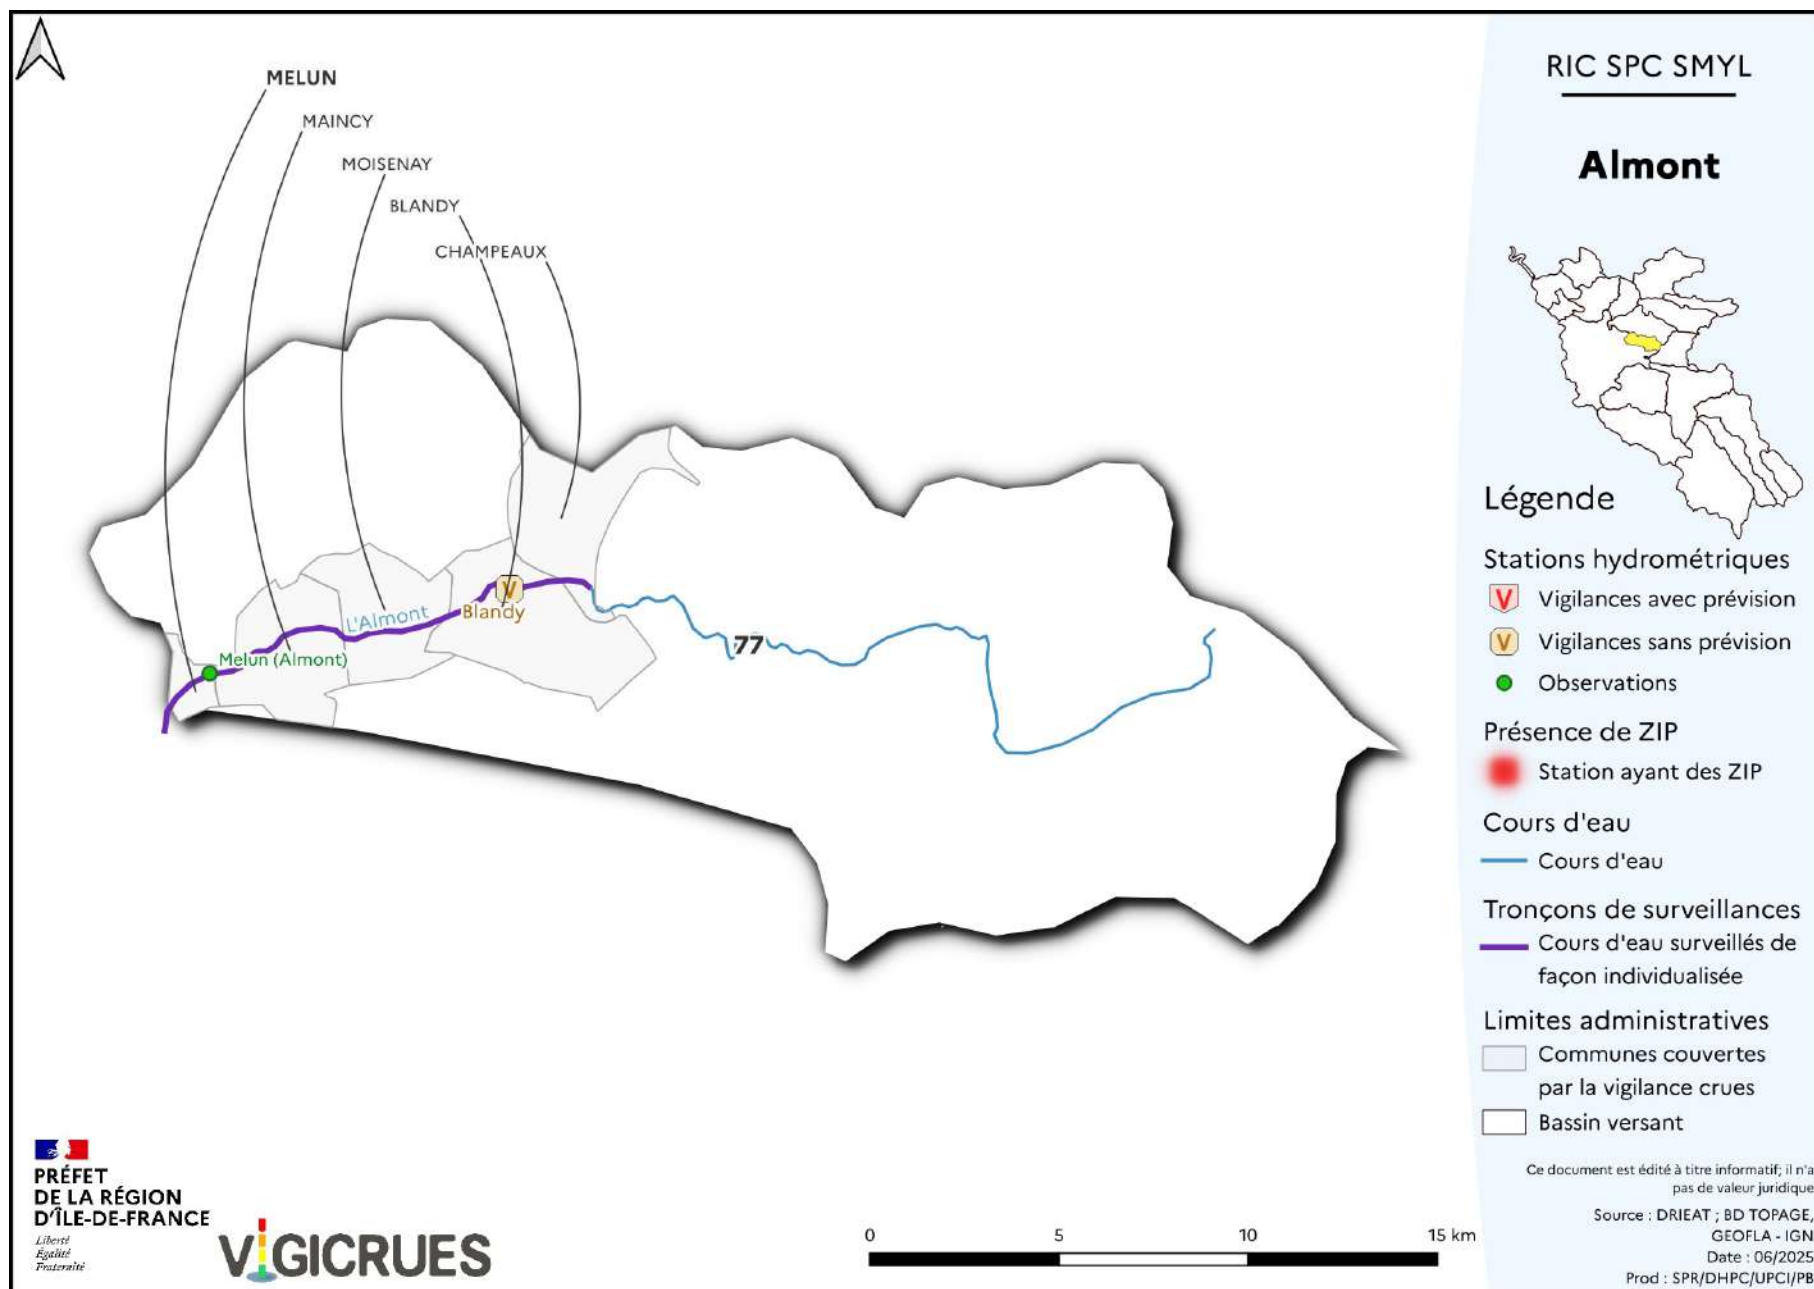 MELUN
MAINCY
MOISENAY
BLANDY
CHAMPEAUX
L'Almont
Blandy
V
Melun (Almont)
77
RIC SPC SMYL
Almont
Légende
Stations hydrométriques
V Vigilances avec prévision
V Vigilances sans prévision
Observations
Présence de ZIP
Station ayant des ZIP
Cours d'eau
Cours d'eau
Tronçons de surveillances
Cours d'eau surveillés de
façon individualisée
Limites administratives
Communes couvertes
par la vigilance crues
Bassin versant
Ce document est édité à titre informatif; il n'a
pas de valeur juridique
Source : DRIEAT ; BD TOPAGE,
GEOFLA - IGN
Date : 06/2025
Prod : SPR/DHPC/UPCI/PB
PRÉFET
DE LA RÉGION
D'ÎLE-DE-FRANCE
Liberté
Égalité
Fraternité
VIGICRUES
0 5 10 15 km